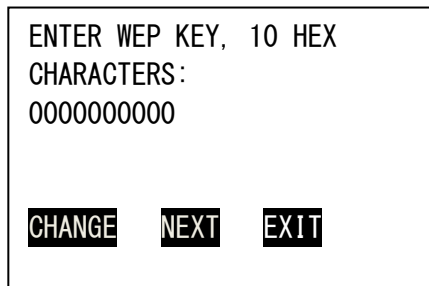 ENTER WEP KEY, 10 HEX
CHARACTERS:
0000000000
CHANGE NEXT EXIT